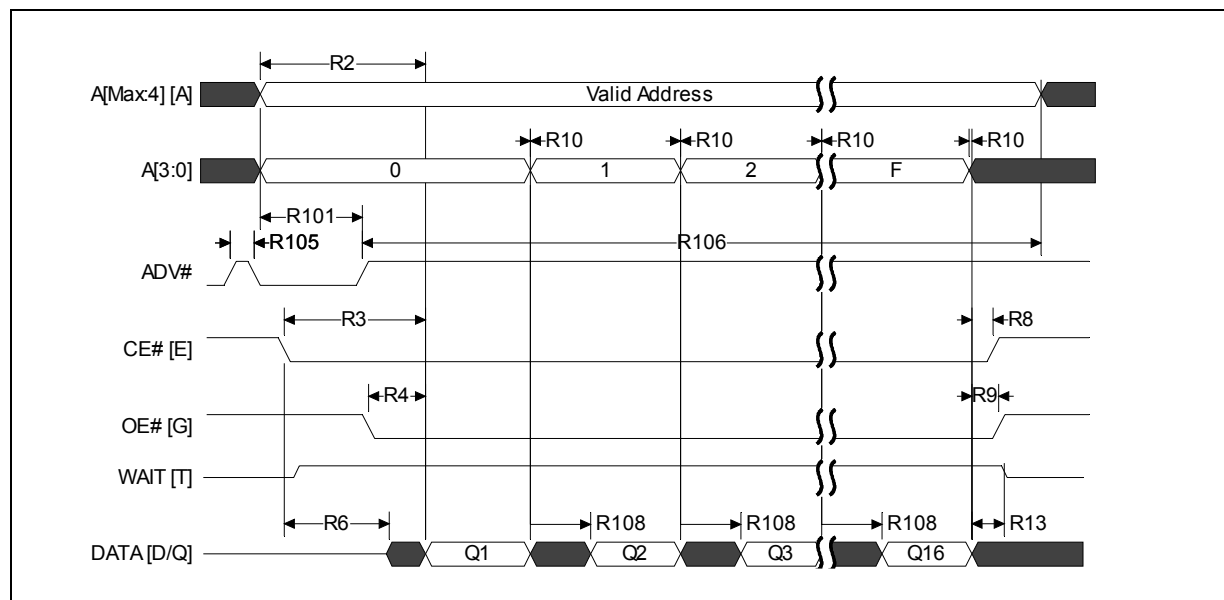 R2
A[Max:4] [A]
Valid Address
R10 R10 R10 R10
A[3:0]
0 1 2 F
R101
R105 R106
ADV#
R3 R8
CE# [E]
R4 R9
OE# [G]
WAIT [T]
R6 R108 R108 R108 R13
DATA [D/Q]
Q1 Q2 Q3 Q16